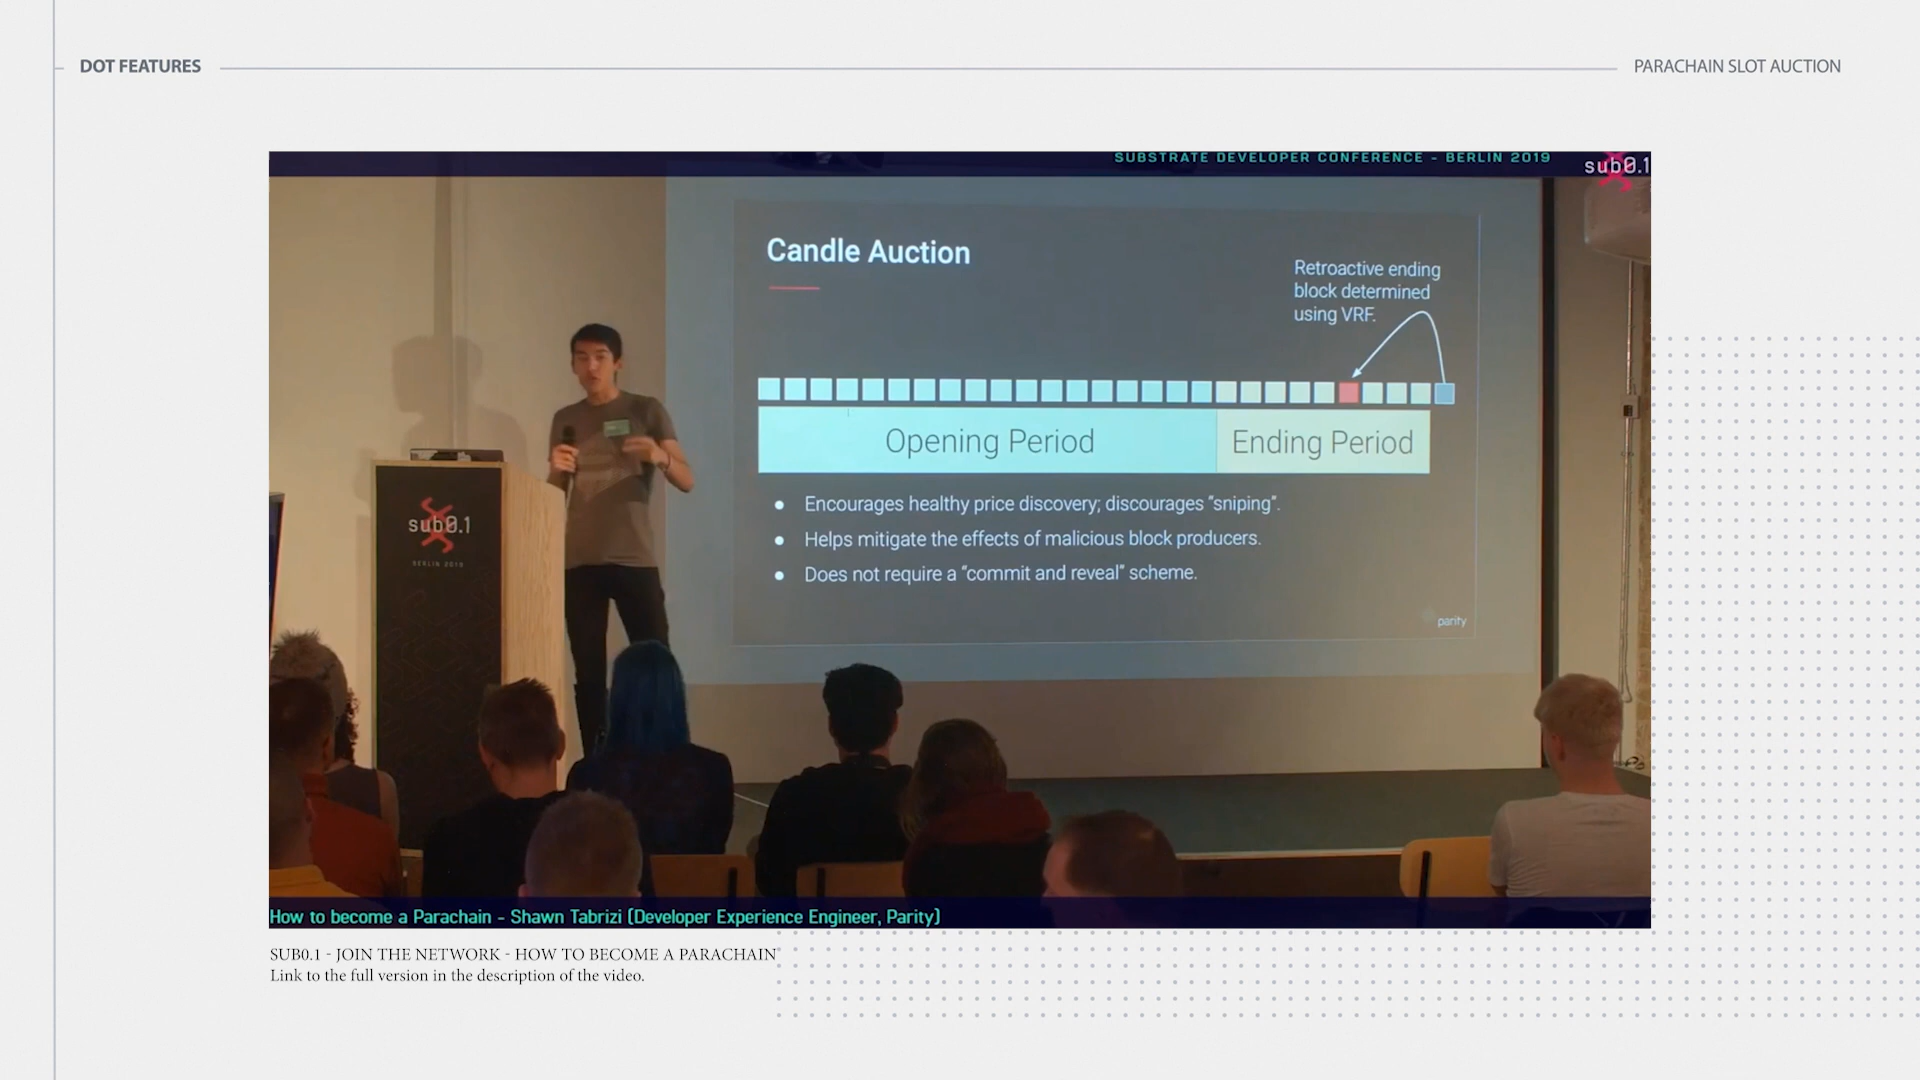 DOT FEATURES
PARACHAIN SLOT AUCTION
SUBSTRATE DEVELOPER CONFERENCE - BERLIN 2019
sub0.1
Candle Auction
Retroactive ending
block determined
using VRF.
Opening Period
Ending Period
• Encourages healthy price discovery; discourages "sniping".
• Helps mitigate the effects of malicious block producers.
• Does not require a "commit and reveal" scheme.
parity
sub0.1
BERLIN 2019
How to become a Parachain - Shawn Tabrizi (Developer Experience Engineer, Parity)
SUB0.1 - JOIN THE NETWORK - HOW TO BECOME A PARACHAIN
Link to the full version in the description of the video.